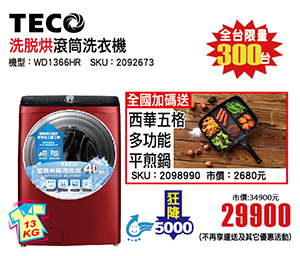 TECO
洗脱烘滾筒洗衣機
機型：WD1366HR SKU：2092673
全台限量
300台
全國加碼送
西華五格
多功能
平煎鍋
SKU：2098990 市價：2680元
TECO
13
KG
狂降
5000
市價:34900元
29900
(不再享運送及其它優惠活動)